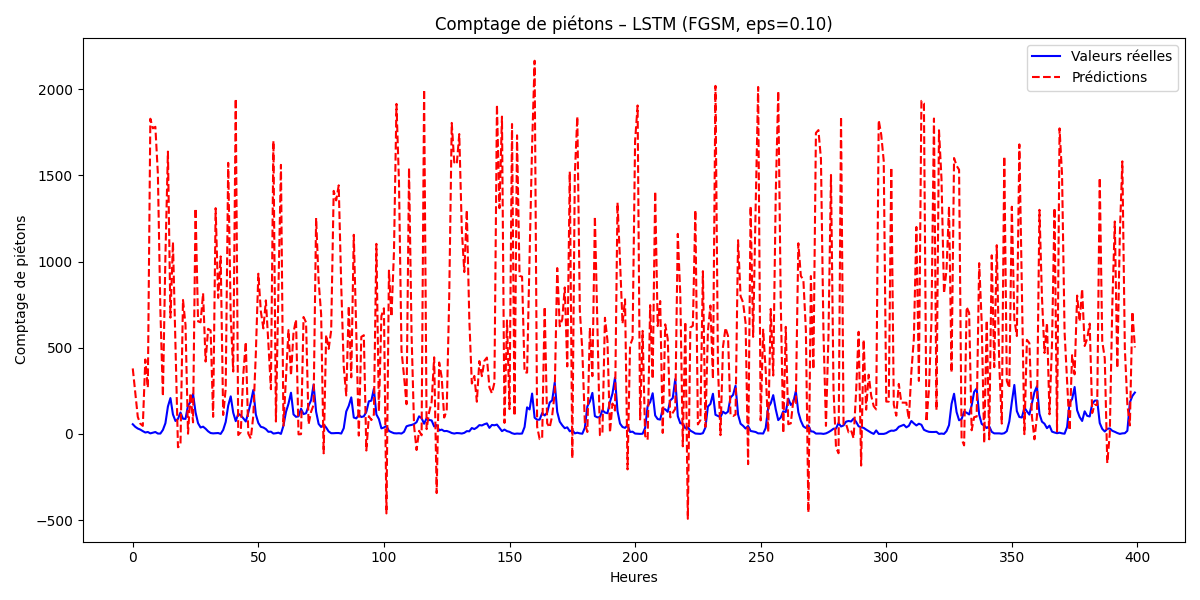 Comptage de piétons – LSTM (FGSM, eps=0.10)
Valeurs réelles
Prédictions
Comptage de piétons
2000
1500
1000
500
0
−500
0 50 100 150 200 250 300 350 400
Heures